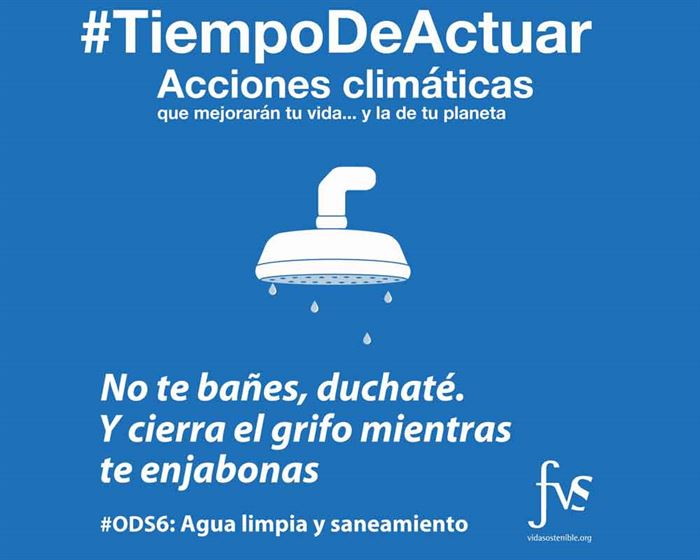 #TiempoDeActuar
Acciones climáticas
que mejorarán tu vida... y la de tu planeta
No te bañes, duchaté.
Y cierra el grifo mientras
te enjabonas
#ODS6: Agua limpia y saneamiento
fvs
vidasostenible.org